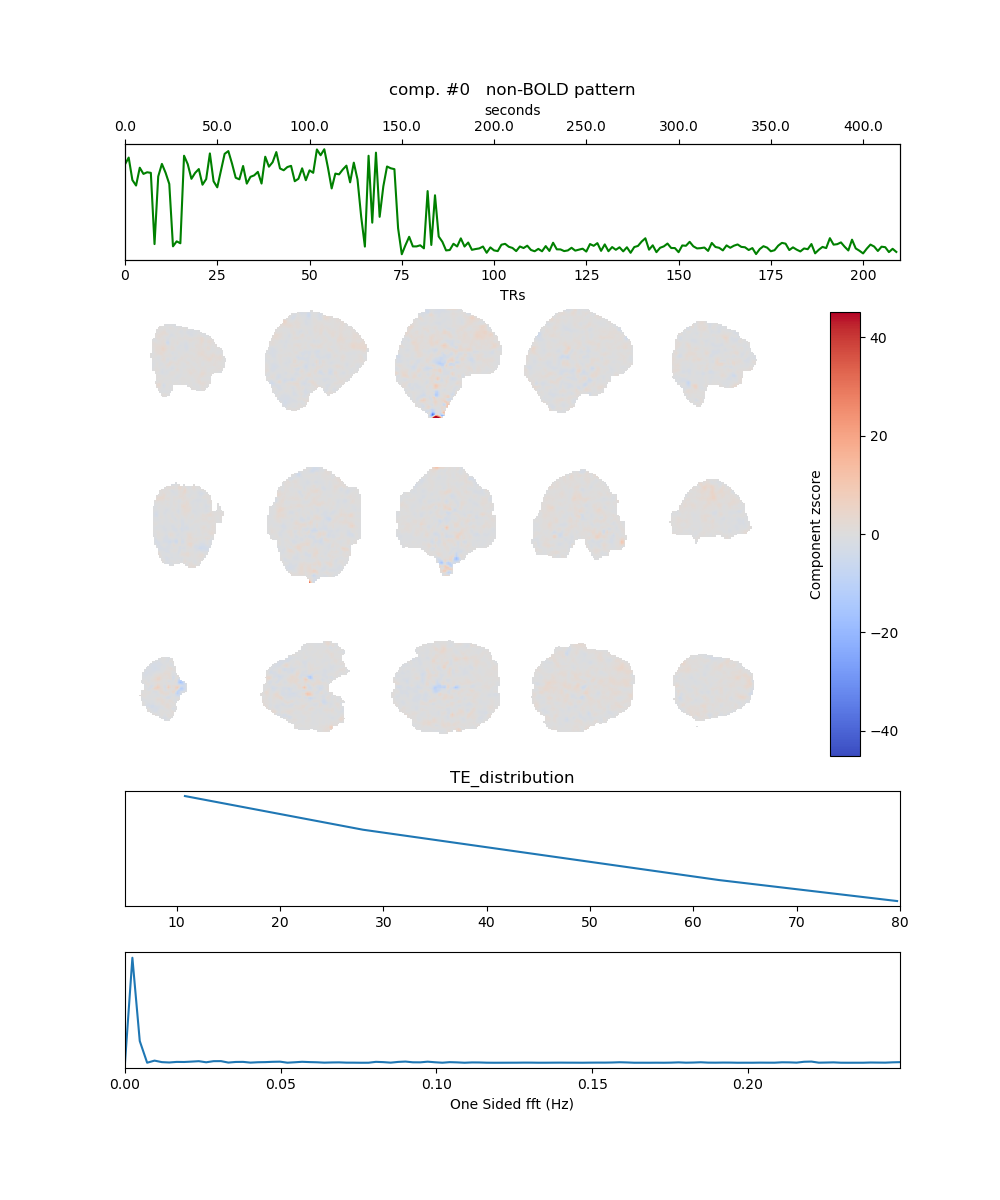 comp. #0   non-BOLD pattern
seconds
0.0 50.0 100.0 150.0 200.0 250.0 300.0 350.0 400.0
0 25 50 75 100 125 150 175 200
TRs
40
20
0
−20
−40
Component zscore
TE_distribution
10 20 30 40 50 60 70 80
0.00 0.05 0.10 0.15 0.20
One Sided fft (Hz)